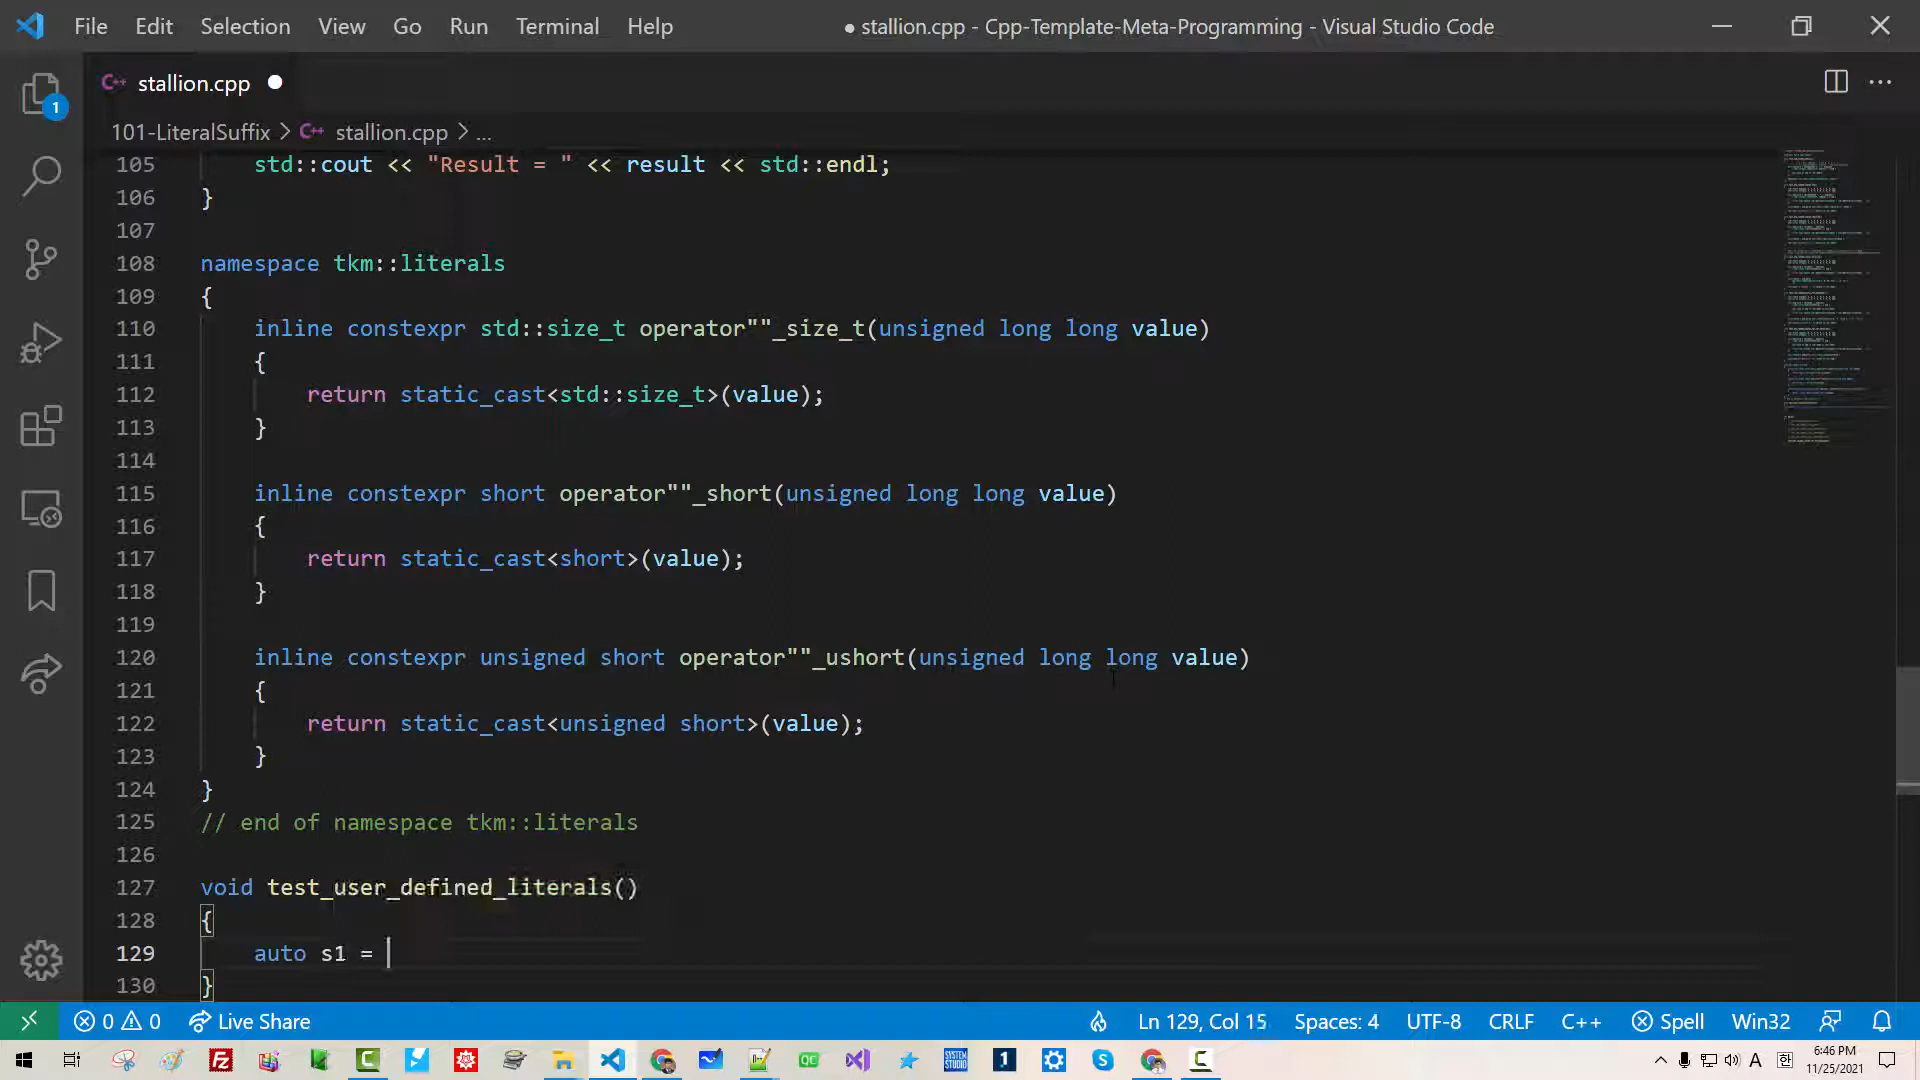 File Edit Selection View Go Run Terminal Help ● stallion.cpp - Cpp-Template-Meta-Programming - Visual Studio Code
C++ stallion.cpp ●
101-LiteralSuffix > C++ stallion.cpp > ...
105 std::cout << "Result = " << result << std::endl;
106 }
107
108 namespace tkm::literals
109 {
110 inline constexpr std::size_t operator""_size_t(unsigned long long value)
111 {
112 return static_cast<std::size_t>(value);
113 }
114
115 inline constexpr short operator""_short(unsigned long long value)
116 {
117 return static_cast<short>(value);
118 }
119
120 inline constexpr unsigned short operator""_ushort(unsigned long long value)
121 {
122 return static_cast<unsigned short>(value);
123 }
124 }
125 // end of namespace tkm::literals
126
127 void test_user_defined_literals()
128 {
129 auto s1 =
130 }
1
0 0 Live Share Ln 129, Col 15 Spaces: 4 UTF-8 CRLF C++ Spell Win32
6:46 PM
11/25/2021